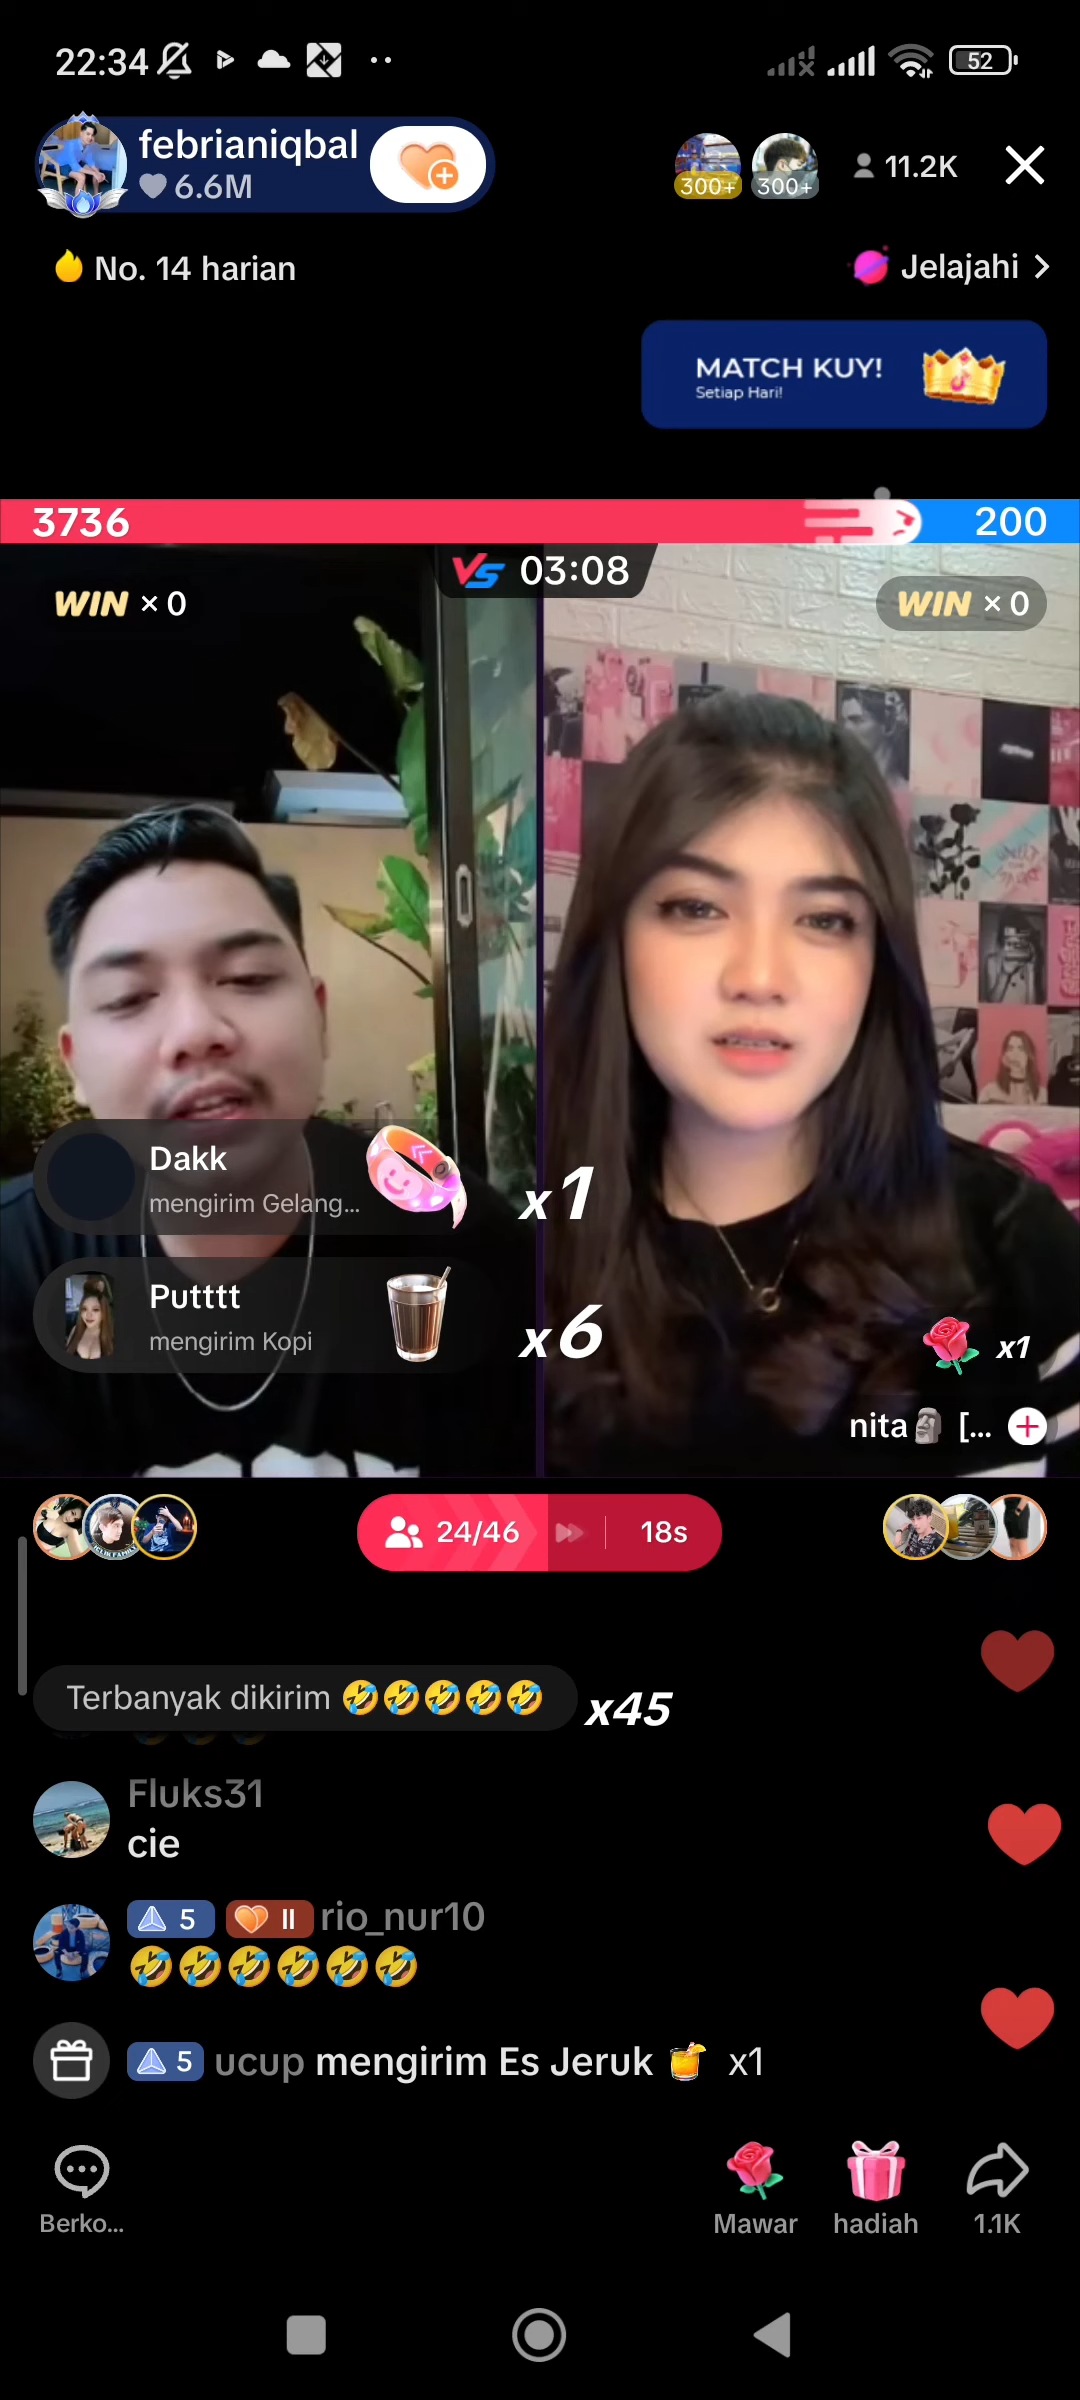 22:34
52
febrianiqbal
6.6M
300+
300+
11.2K
No. 14 harian
Jelajahi
MATCH KUY!
Setiap Hari!
3736
200
VS 03:08
WIN × 0
WIN × 0
Dakk
mengirim Gelang...
x1
Putttt
mengirim Kopi
x6
x1
nita🗿 [...
24/46
18s
Terbanyak dikirim 🤣🤣🤣🤣🤣 x45
Fluks31
cie
5 II rio_nur10
🤣🤣🤣🤣🤣🤣
5 ucup mengirim Es Jeruk x1
Berko...
Mawar
hadiah
1.1K